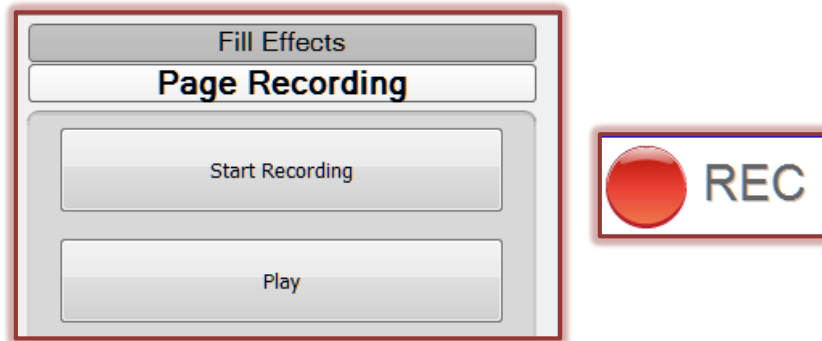 Fill Effects
Page Recording
Start Recording
Play
REC